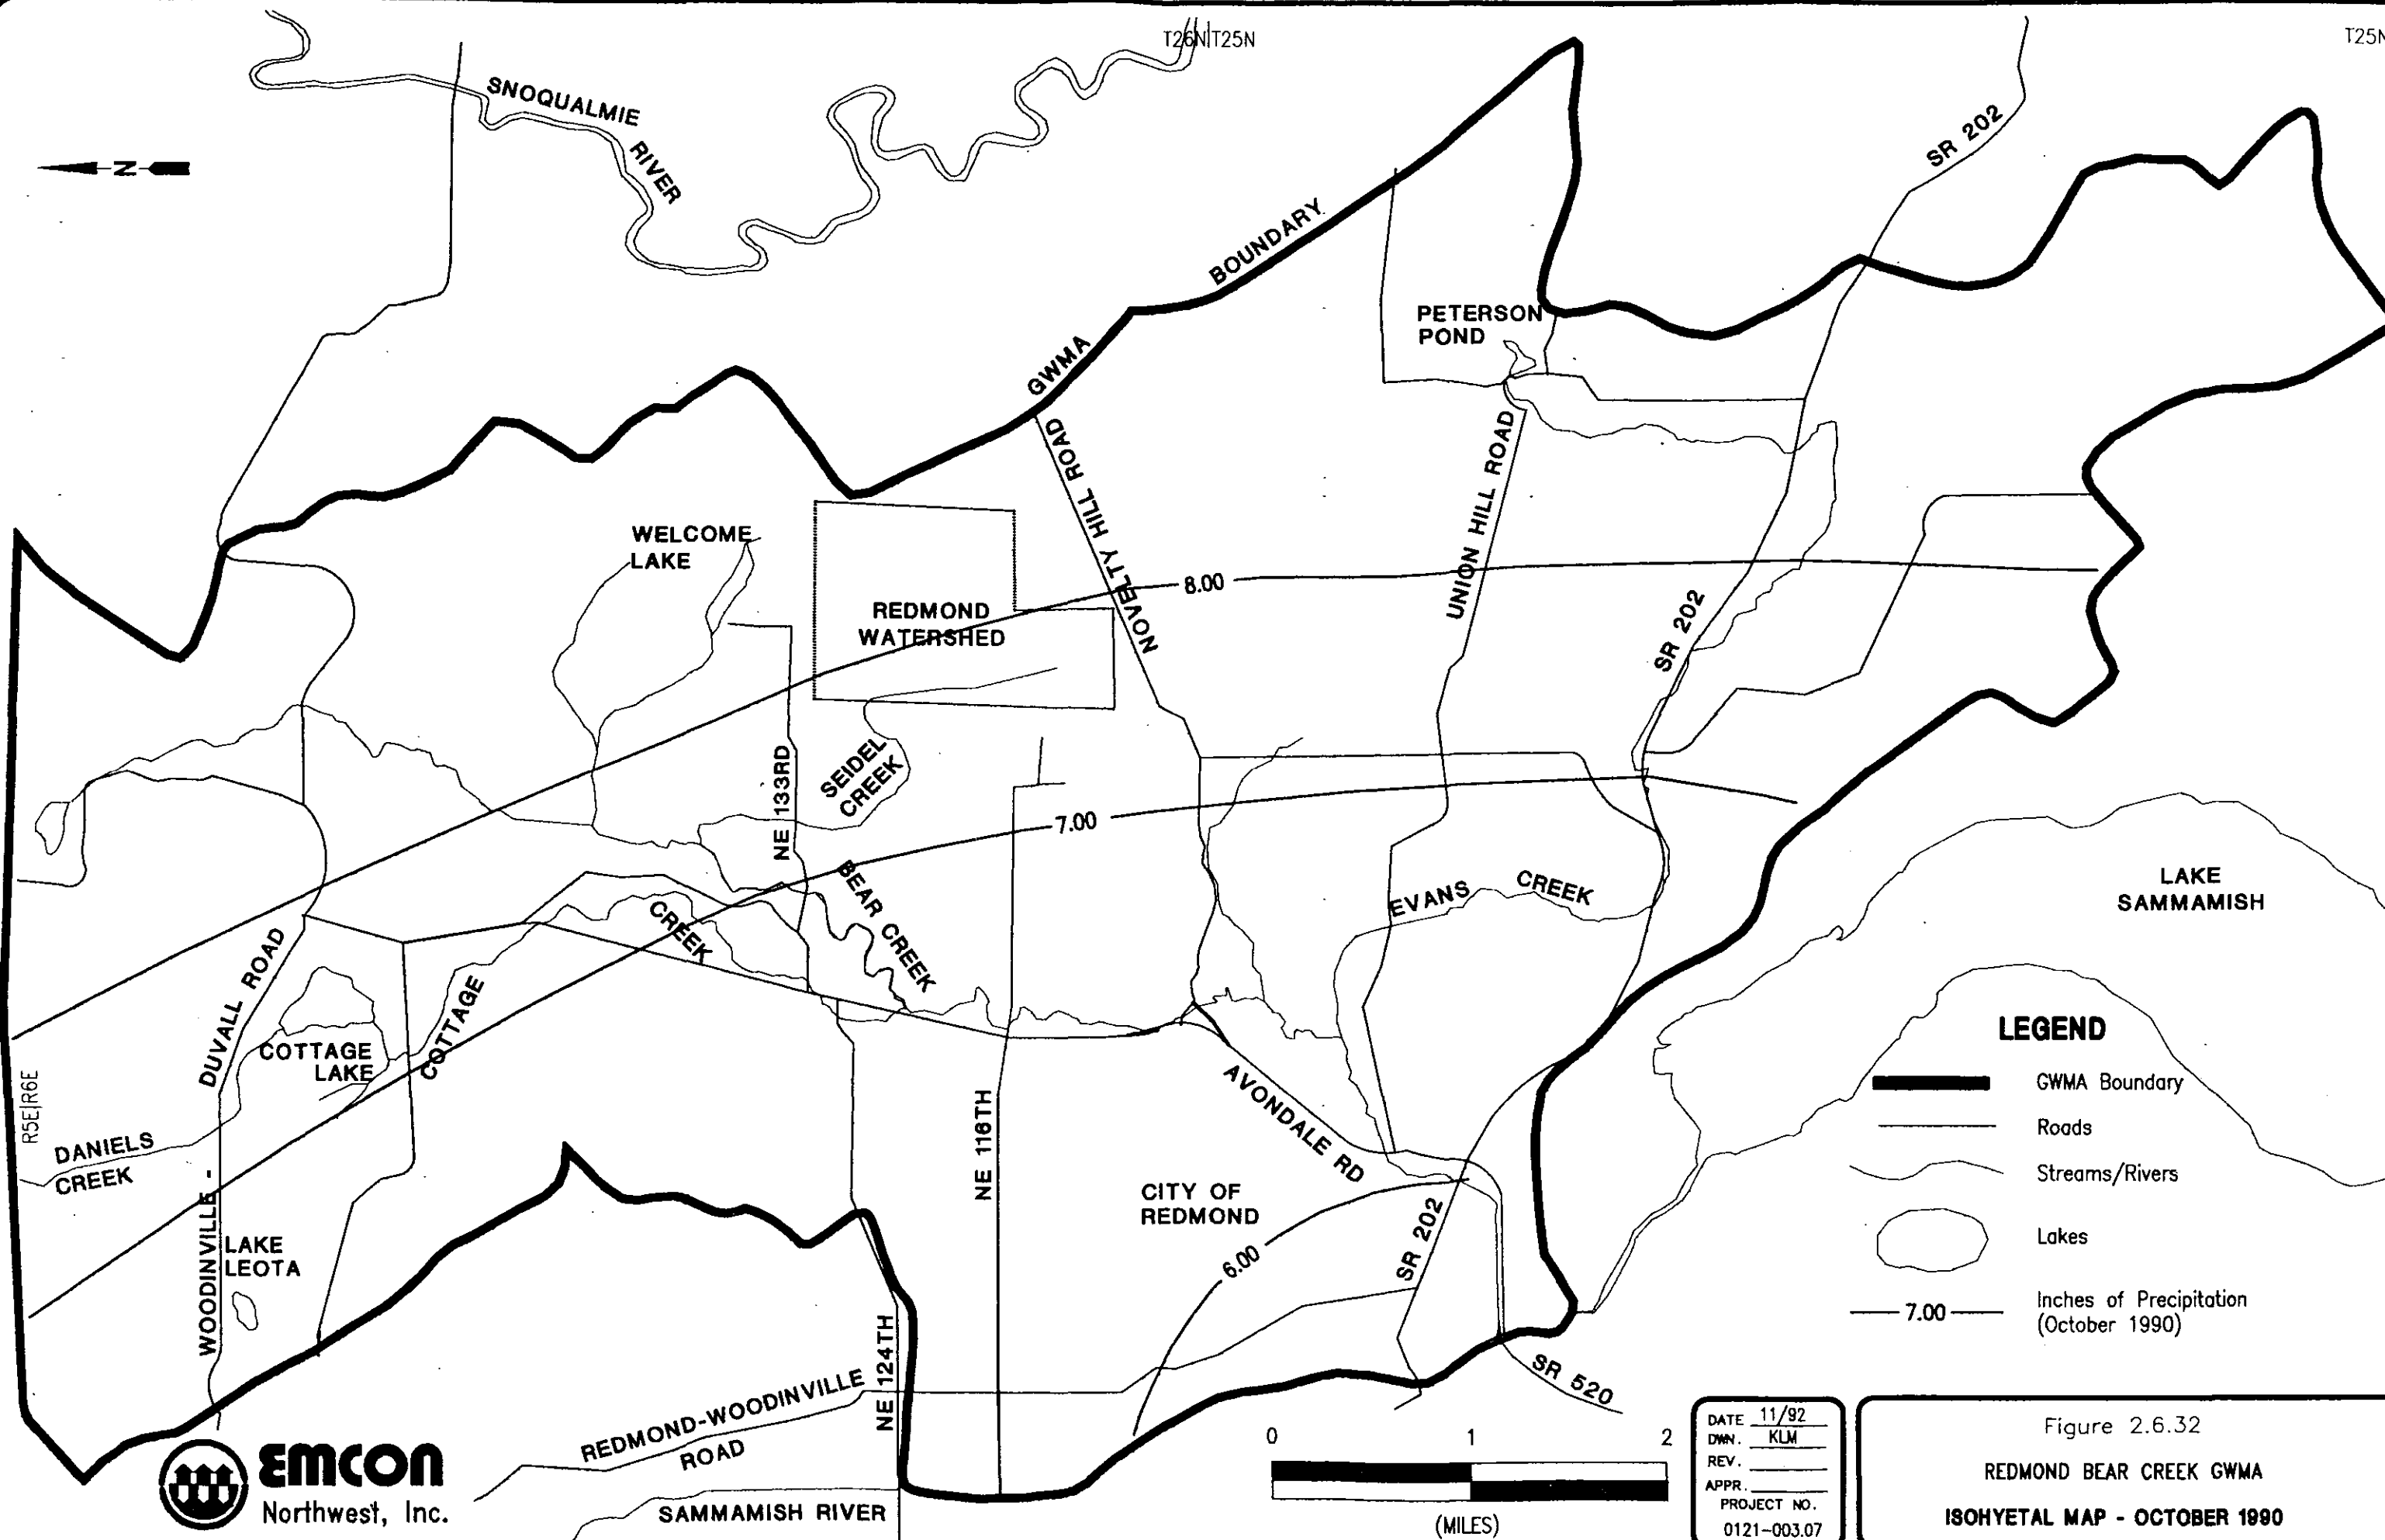 T26N|T25N
T25N
SNOQUALMIE
RIVER
N
SR 202
BOUNDARY
GWMA
PETERSON
POND
NOVELTY HILL ROAD
UNION HILL ROAD
WELCOME
LAKE
REDMOND
WATERSHED
8.00
SR 202
SEIDEL
CREEK
NE 133RD
7.00
BEAR CREEK
CREEK
COTTAGE
EVANS CREEK
LAKE
SAMMAMISH
DUVALL ROAD
WOODINVILLE -
COTTAGE
LAKE
R5E|R6E
DANIELS
CREEK
LAKE
LEOTA
NE 116TH
AVONDALE RD
CITY OF
REDMOND
6.00
SR 202
NE 124TH
REDMOND-WOODINVILLE
ROAD
SAMMAMISH RIVER
SR 520
LEGEND
GWMA Boundary
Roads
Streams/Rivers
Lakes
7.00
Inches of Precipitation
(October 1990)
EMCON
Northwest, Inc.
0 1 2
(MILES)
DATE 11/92
DWN. KLM
REV.
APPR.
PROJECT NO.
0121-003.07
Figure 2.6.32
REDMOND BEAR CREEK GWMA
ISOHYETAL MAP - OCTOBER 1990